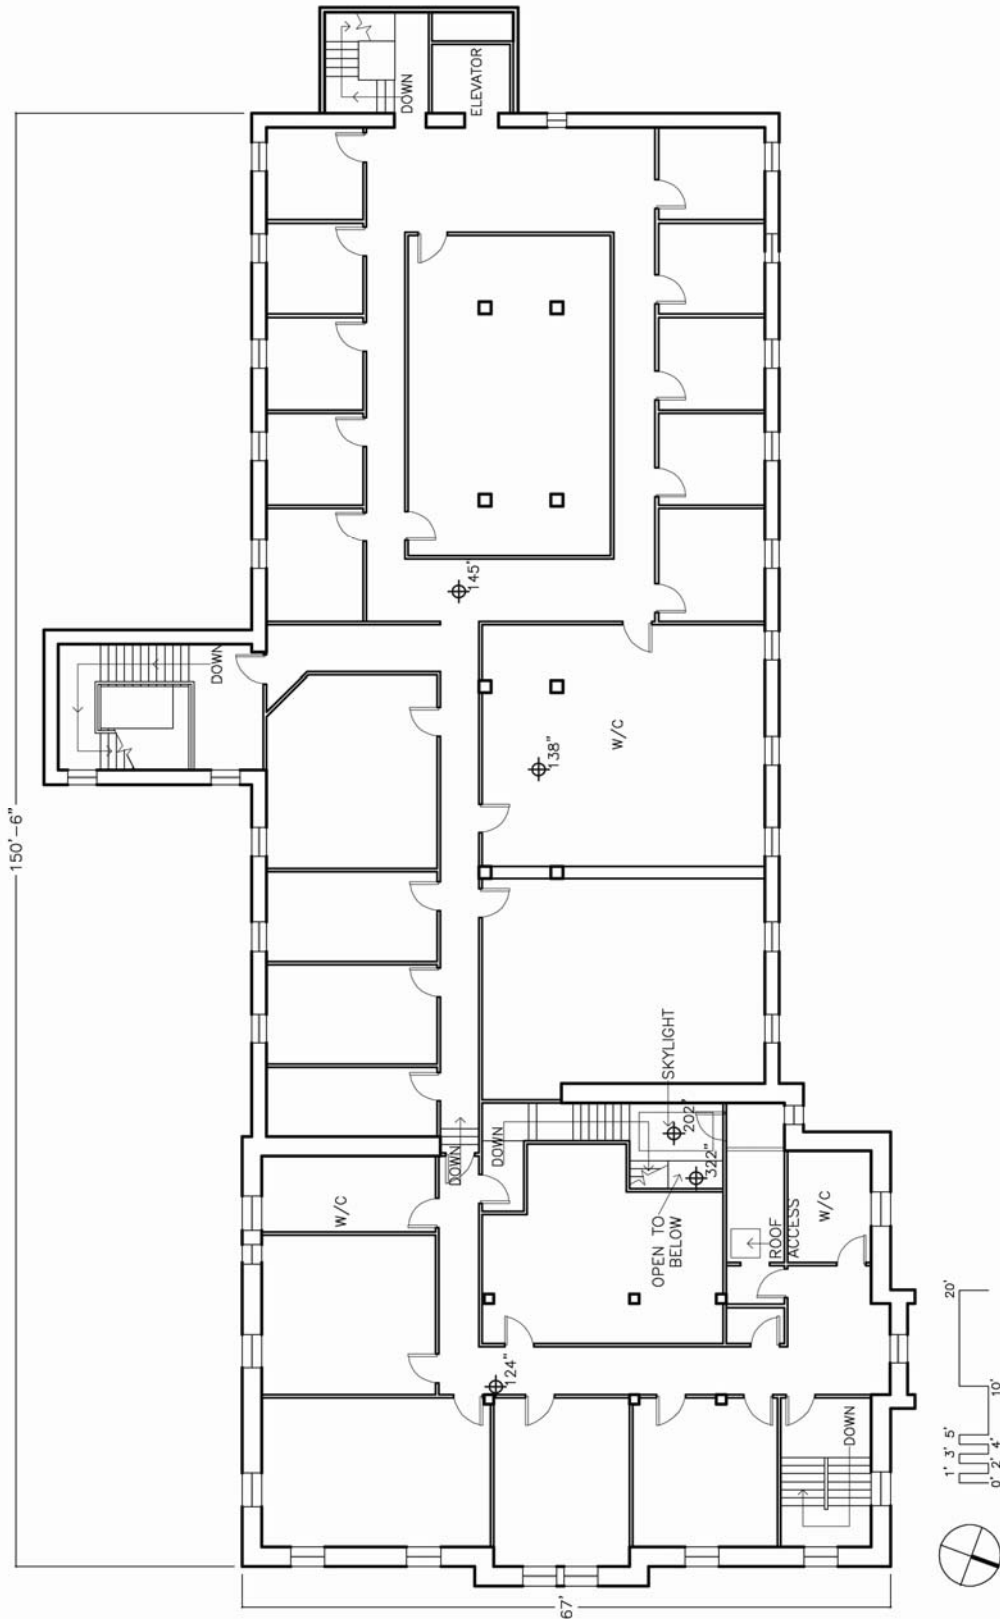 DOWN
ELEVATOR
145'
DOWN
150'-6"
138"
W/C
SKYLIGHT
202'
322"
DOWN
DOWN
W/C
OPEN TO
BELOW
ROOF
ACCESS
W/C
124"
DOWN
67'
0' 1' 2' 3' 4' 5' 10' 20'